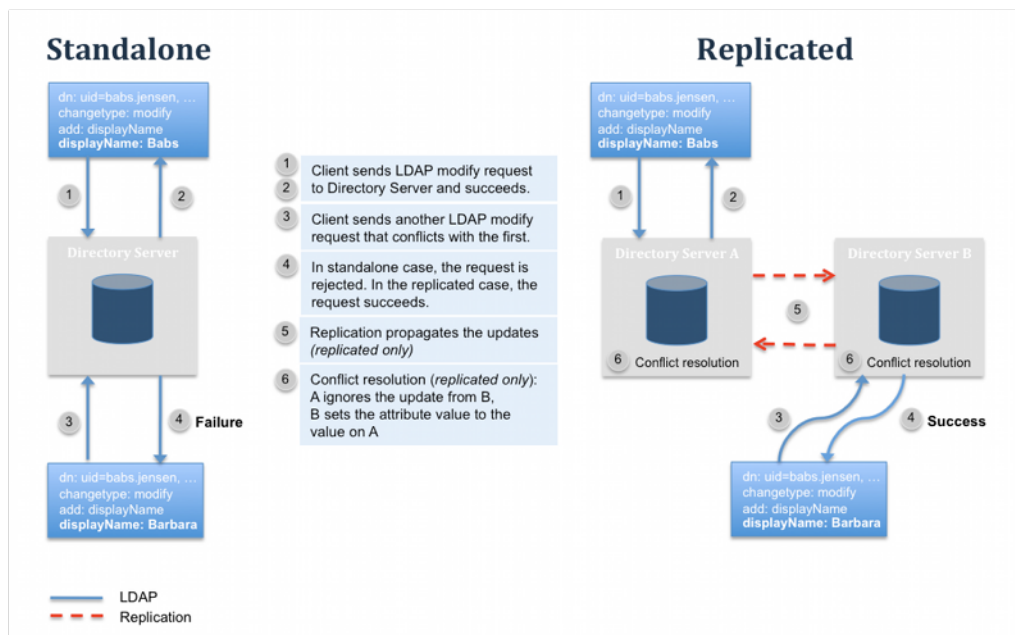 Standalone
dn: uid=babs.jensen, …
changetype: modify
add: displayName
displayName: Babs
1
2
Directory Server
3
4
Failure
dn: uid=babs.jensen, …
changetype: modify
add: displayName
displayName: Barbara
LDAP
Replication
1
2
Client sends LDAP modify request
to Directory Server and succeeds.
3
Client sends another LDAP modify
request that conflicts with the first.
4
In standalone case, the request is
rejected. In the replicated case, the
request succeeds.
5
Replication propagates the updates
(replicated only)
6
Conflict resolution (replicated only):
A ignores the update from B,
B sets the attribute value to the
value on A
Replicated
dn: uid=babs.jensen, …
changetype: modify
add: displayName
displayName: Babs
1
2
Directory Server A
Directory Server B
5
6 Conflict resolution
6 Conflict resolution
3
4
Success
dn: uid=babs.jensen, …
changetype: modify
add: displayName
displayName: Barbara